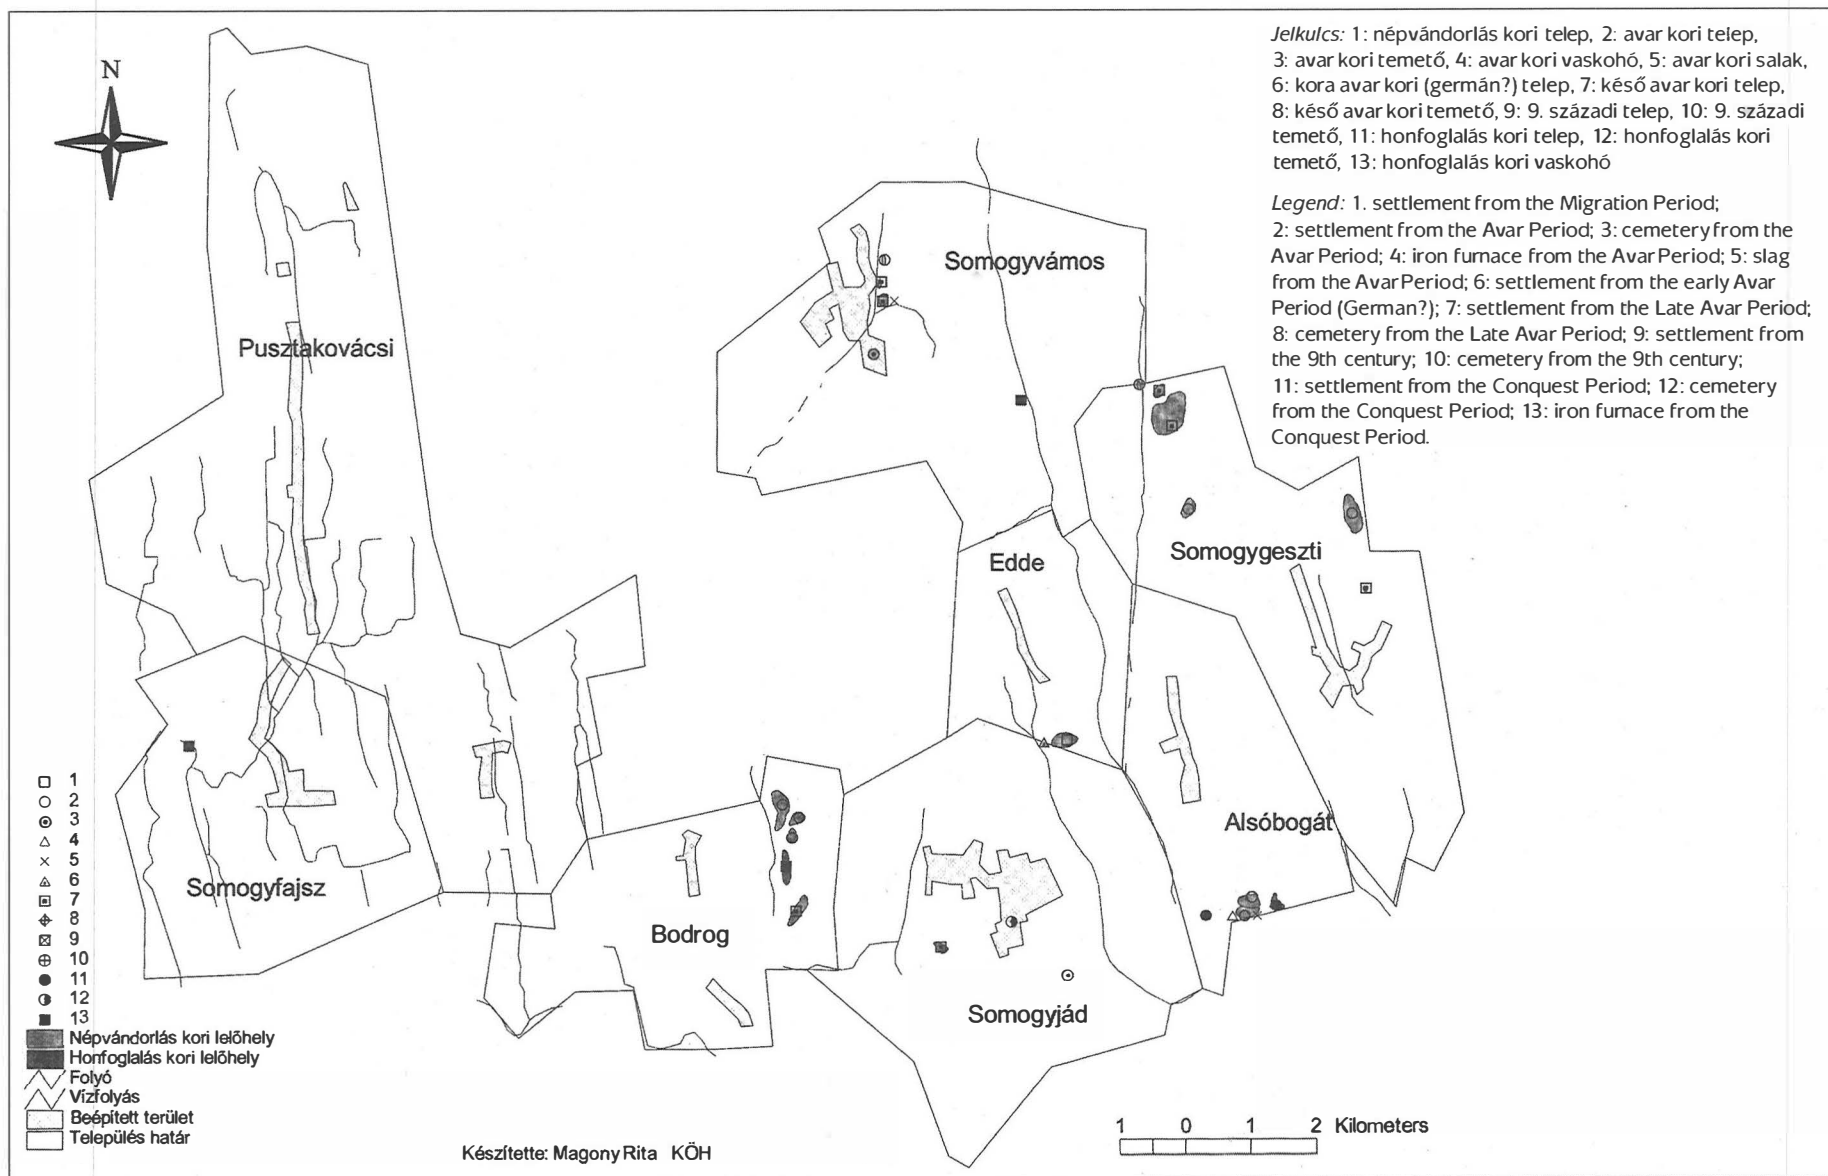 Jelkulcs: 1: népvándorlás kori telep, 2: avar kori telep,
3: avar kori temető, 4: avar kori vaskohó, 5: avar kori salak,
6: kora avar kori (germán?) telep, 7: késő avar kori telep,
8: késő avar kori temető, 9: 9. századi telep, 10: 9. századi
temető, 11: honfoglalás kori telep, 12: honfoglalás kori
temető, 13: honfoglalás kori vaskohó
Legend: 1. settlement from the Migration Period;
2: settlement from the Avar Period; 3: cemetery from the
Avar Period; 4: iron furnace from the Avar Period; 5: slag
from the Avar Period; 6: settlement from the early Avar
Period (German?); 7: settlement from the Late Avar Period;
8: cemetery from the Late Avar Period; 9: settlement from
the 9th century; 10: cemetery from the 9th century;
11: settlement from the Conquest Period; 12: cemetery
from the Conquest Period; 13: iron furnace from the
Conquest Period.
N
Somogyvámos
Pusztakovácsi
Edde
Somogygeszti
Alsóbogát
Somogyfajsz
Bodrog
Somogyjád
1
2
3
4
5
6
7
8
9
10
11
12
13
Népvándorlás kori lelőhely
Honfoglalás kori lelőhely
Folyó
Vízfolyás
Beépített terület
Település határ
Készítette: Magony Rita KÖH
1 0 1 2 Kilometers